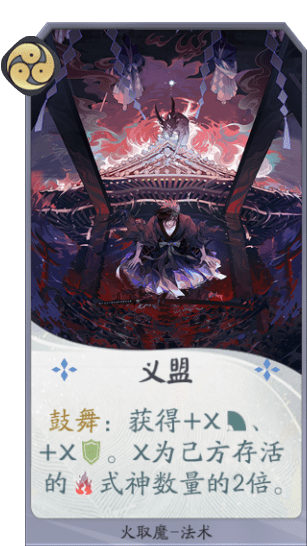 义盟
鼓舞：获得+X、
+X。X为己方存活
的式神数量的2倍。
火取魔-法术